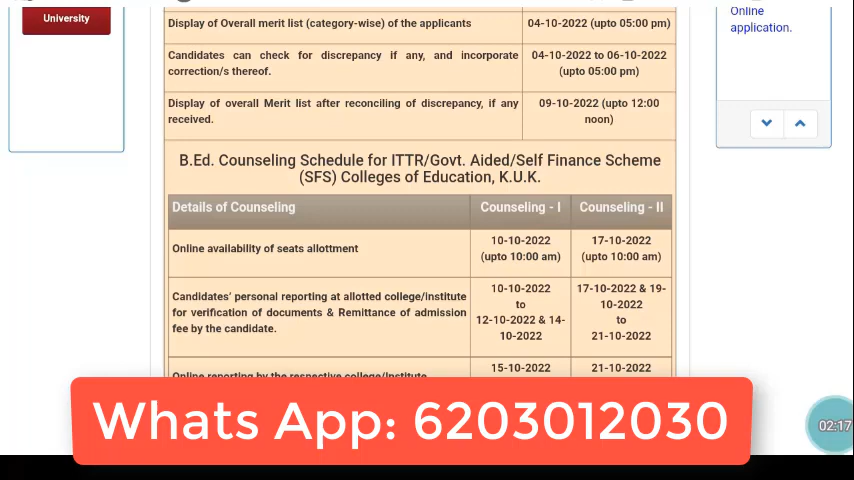 University
Display of Overall merit list (category-wise) of the applicants
04-10-2022 (upto 05:00 pm)
Candidates can check for discrepancy if any, and incorporate
correction/s thereof.
04-10-2022 to 06-10-2022
(upto 05:00 pm)
Display of overall Merit list after reconciling of discrepancy, if any
received.
09-10-2022 (upto 12:00
noon)
Online
application.
B.Ed. Counseling Schedule for ITTR/Govt. Aided/Self Finance Scheme
(SFS) Colleges of Education, K.U.K.
Details of Counseling
Counseling - I
Counseling - II
Online availability of seats allottment
10-10-2022
(upto 10:00 am)
17-10-2022
(upto 10:00 am)
Candidates' personal reporting at allotted college/institute
for verification of documents & Remittance of admission
fee by the candidate.
10-10-2022
to
12-10-2022 & 14-
10-2022
17-10-2022 & 19-
10-2022
to
21-10-2022
Online reporting by the respective college/Institute
15-10-2022
21-10-2022
Whats App: 6203012030
02:17